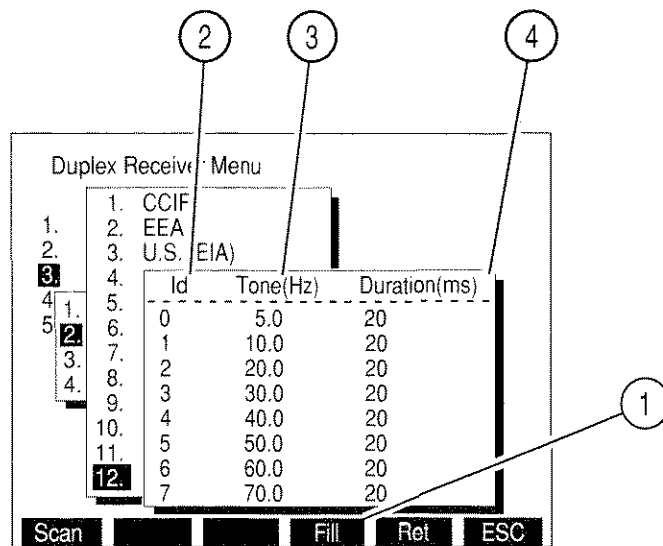 2 3 4
Duplex Receive Menu
1. CCIF
1. 2. EEA
2. 3. U.S. EIA)
3. 4. Id Tone(Hz) Duration(ms)
4 1. 5. 0 5.0 20
5 2. 6. 1 10.0 20
3. 7. 2 20.0 20
4. 8. 3 30.0 20
9. 4 40.0 20
10. 5 50.0 20
11. 6 60.0 20
12. 7 70.0 20
1
Scan Fill Ret ESC